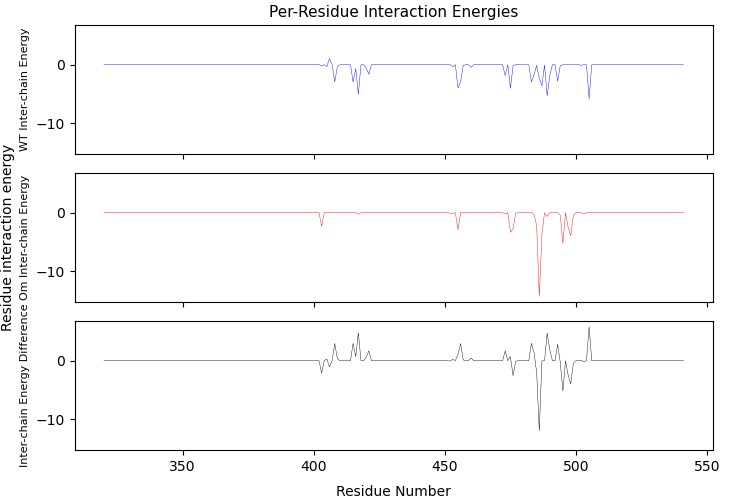 Per-Residue Interaction Energies
Residue interaction energy
WT Inter-chain Energy
0
−10
Om Inter-chain Energy
0
−10
Inter-chain Energy Difference
0
−10
350
400
450
500
550
Residue Number